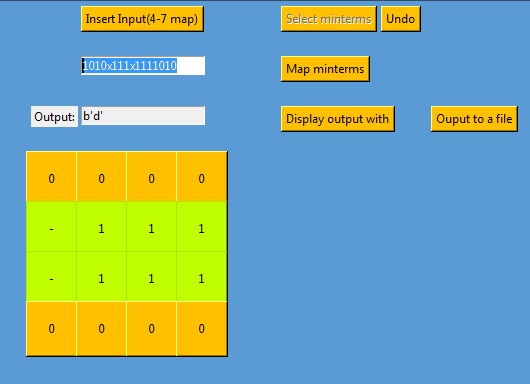 Insert Input(4-7 map) Select minterms Undo
1010x111x1111010 Map minterms
Output: b'd' Display output with Ouput to a file
0 0 0 0
- 1 1 1
- 1 1 1
0 0 0 0